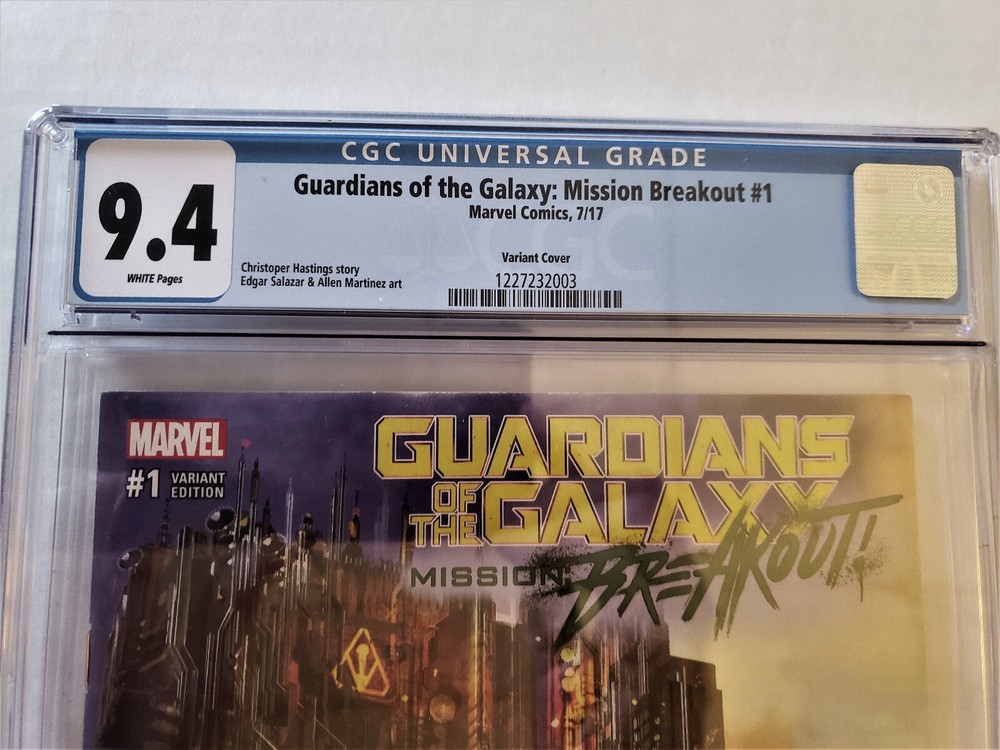 CGC UNIVERSAL GRADE
9.4
WHITE Pages
Guardians of the Galaxy: Mission Breakout #1
Marvel Comics, 7/17
Variant Cover
Christoper Hastings story
Edgar Salazar & Allen Martinez art
1227232003
CGC
MARVEL
#1 VARIANT
EDITION
GUARDIANS
OF
THE GALAXY
MISSION: BREAKOUT!